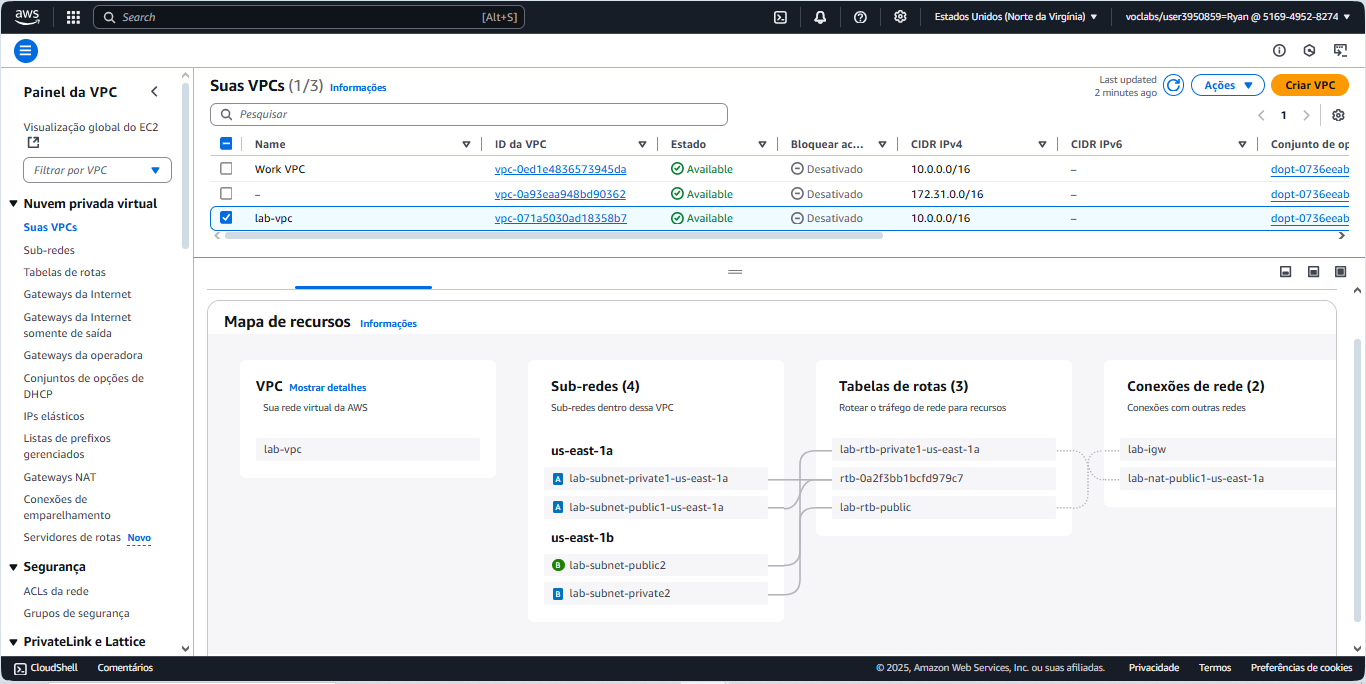 aws
Search [Alt+S]
Estados Unidos (Norte da Virgínia)
voclabs/user3950859=Ryan @ 5169-4952-8274
Painel da VPC
Visualização global do EC2
Filtrar por VPC
Nuvem privada virtual
Suas VPCs
Sub-redes
Tabelas de rotas
Gateways da Internet
Gateways da Internet
somente de saída
Gateways da operadora
Conjuntos de opções de
DHCP
IPs elásticos
Listas de prefixos
gerenciados
Gateways NAT
Conexões de
emparelhamento
Servidores de rotas Novo
Segurança
ACLs da rede
Grupos de segurança
PrivateLink e Lattice
Suas VPCs (1/3) Informações
Last updated
2 minutes ago
Ações
Criar VPC
Pesquisar
1
Name ID da VPC Estado Bloquear ac... CIDR IPv4 CIDR IPv6 Conjunto de op
Work VPC vpc-0ed1e4836573945da Available Desativado 10.0.0.0/16 – dopt-0736eeab
– vpc-0a93eaa948bd90362 Available Desativado 172.31.0.0/16 – dopt-0736eeab
lab-vpc vpc-071a5030ad18358b7 Available Desativado 10.0.0.0/16 – dopt-0736eeab
Mapa de recursos Informações
VPC Mostrar detalhes
Sua rede virtual da AWS
lab-vpc
Sub-redes (4)
Sub-redes dentro dessa VPC
us-east-1a
A lab-subnet-private1-us-east-1a
A lab-subnet-public1-us-east-1a
us-east-1b
B lab-subnet-public2
B lab-subnet-private2
Tabelas de rotas (3)
Rotear o tráfego de rede para recursos
lab-rtb-private1-us-east-1a
rtb-0a2f3bb1bcfd979c7
lab-rtb-public
Conexões de rede (2)
Conexões com outras redes
lab-igw
lab-nat-public1-us-east-1a
CloudShell Comentários
© 2025, Amazon Web Services, Inc. ou suas afiliadas. Privacidade Termos Preferências de cookies